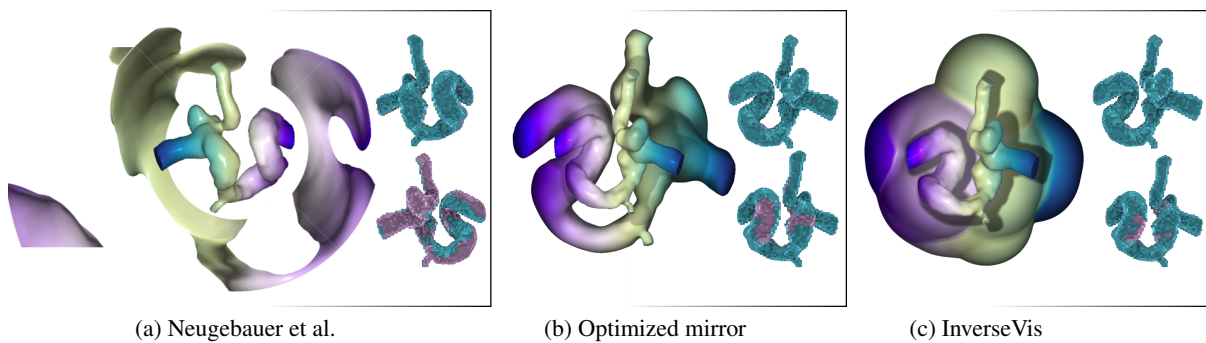 (a) Neugebauer et al.
(b) Optimized mirror
(c) InverseVis